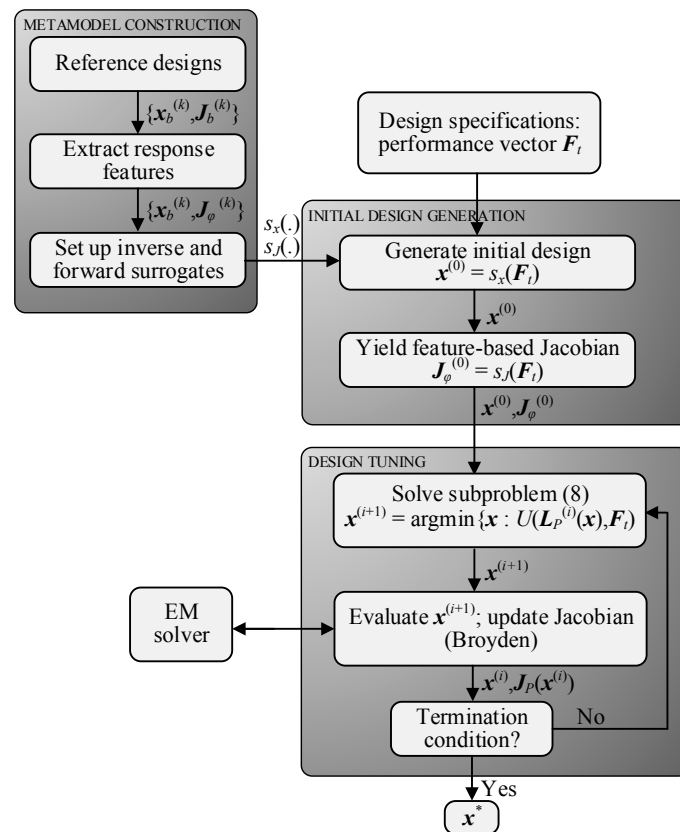 METAMODEL CONSTRUCTION
Reference designs
{x_b^(k), J_b^(k)}
Extract response
features
{x_b^(k), J_φ^(k)}
Set up inverse and
forward surrogates
s_x(.)
s_J(.)
Design specifications:
performance vector F_t
INITIAL DESIGN GENERATION
Generate initial design
x^(0) = s_x(F_t)
x^(0)
Yield feature-based Jacobian
J_φ^(0) = s_J(F_t)
x^(0), J_φ^(0)
DESIGN TUNING
Solve subproblem (8)
x^(i+1) = argmin{x : U(L_P^(i)(x),F_t)
x^(i+1)
EM
solver
Evaluate x^(i+1); update Jacobian
(Broyden)
x^(i), J_P(x^(i))
Termination
condition?
No
Yes
x^*